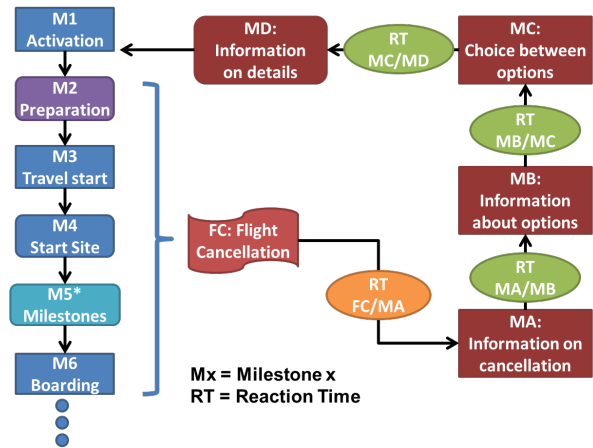 M1
Activation
M2
Preparation
M3
Travel start
M4
Start Site
M5*
Milestones
M6
Boarding
MD:
Information
on details
RT
MC/MD
MC:
Choice between
options
RT
MB/MC
MB:
Information
about options
RT
MA/MB
MA:
Information on
cancellation
FC: Flight
Cancellation
RT
FC/MA
Mx = Milestone x
RT = Reaction Time